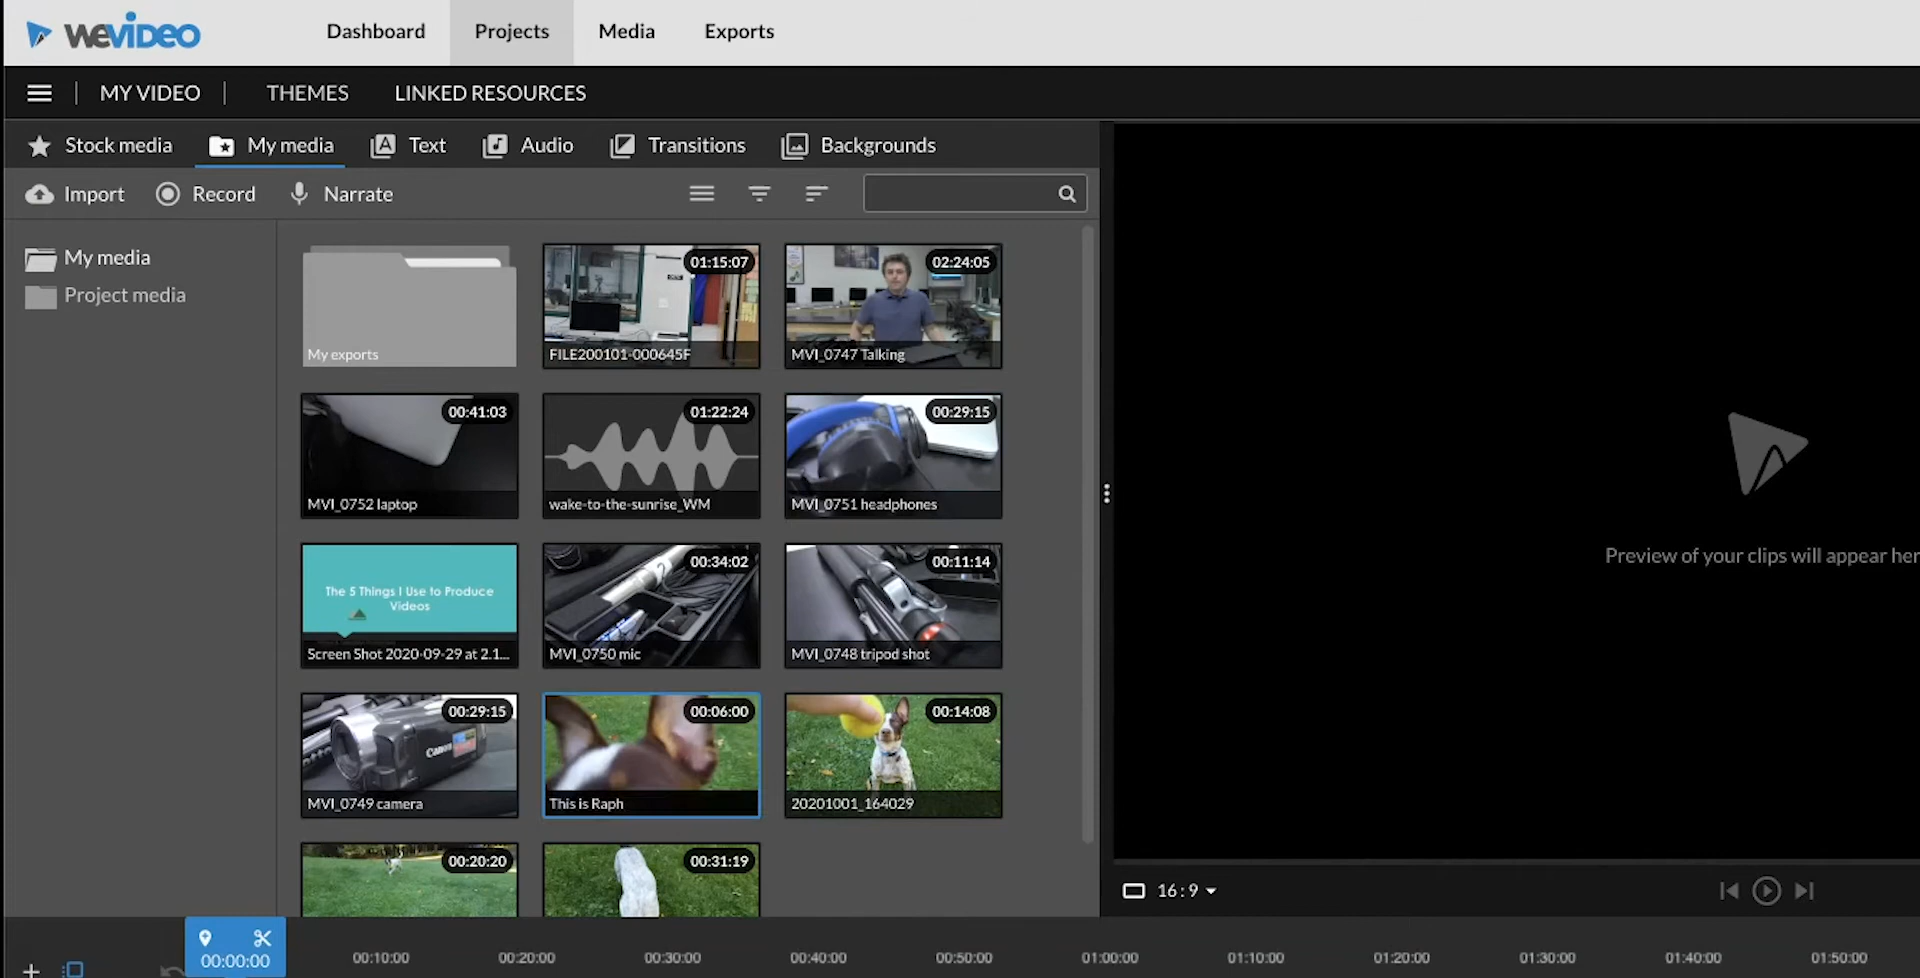 WEVIDEO
Dashboard Projects Media Exports
MY VIDEO THEMES LINKED RESOURCES
Stock media My media Text Audio Transitions Backgrounds
Import Record Narrate
My media
Project media
My exports
01:15:07
FILE200101-000645F
02:24:05
MVI_0747 Talking
00:41:03
MVI_0752 laptop
01:22:24
wake-to-the-sunrise_WM
00:29:15
MVI_0751 headphones
The 5 Things I Use to Produce
Videos
Screen Shot 2020-09-29 at 2.1...
00:34:02
2
MVI_0750 mic
00:11:14
MVI_0748 tripod shot
00:29:15
Canon
MVI_0749 camera
00:06:00
This is Raph
00:14:08
20201001_164029
00:20:20
00:31:19
Preview of your clips will appear her
16:9
00:00:00 00:10:00 00:20:00 00:30:00 00:40:00 00:50:00 01:00:00 01:10:00 01:20:00 01:30:00 01:40:00 01:50:00